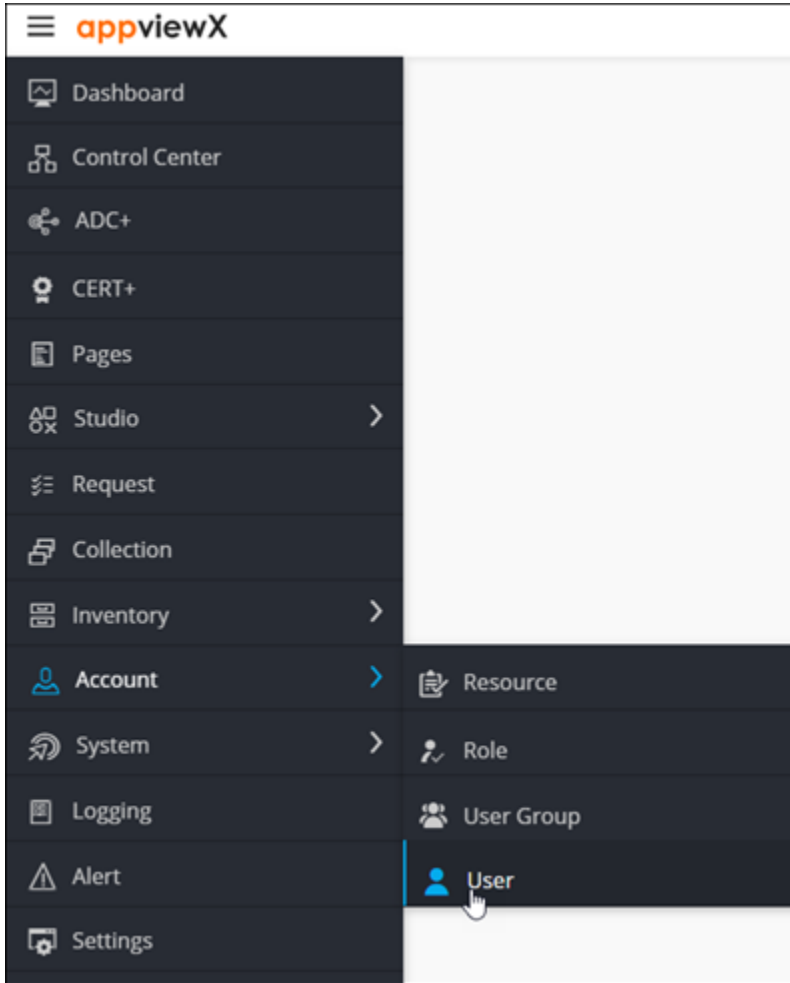 appviewX
Dashboard
Control Center
ADC+
CERT+
Pages
Studio
Request
Collection
Inventory
Account
System
Logging
Alert
Settings
Resource
Role
User Group
User